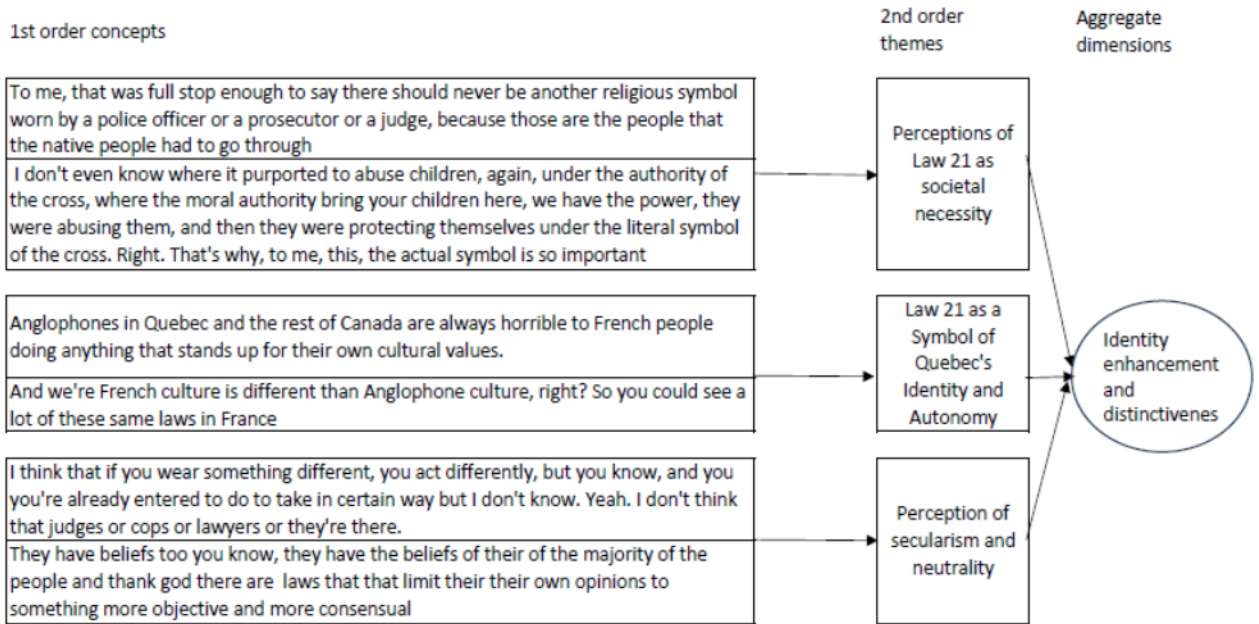 1st order concepts
2nd order
themes
Aggregate
dimensions
To me, that was full stop enough to say there should never be another religious symbol
worn by a police officer or a prosecutor or a judge, because those are the people that
the native people had to go through
I don't even know where it purported to abuse children, again, under the authority of
the cross, where the moral authority bring your children here, we have the power, they
were abusing them, and then they were protecting themselves under the literal symbol
of the cross. Right. That's why, to me, this, the actual symbol is so important
Perceptions of
Law 21 as
societal
necessity
Anglophones in Quebec and the rest of Canada are always horrible to French people
doing anything that stands up for their own cultural values.
And we're French culture is different than Anglophone culture, right? So you could see a
lot of these same laws in France
Law 21 as a
Symbol of
Quebec's
Identity and
Autonomy
Identity
enhancement
and
distinctivenes
I think that if you wear something different, you act differently, but you know, and you
you're already entered to do to take in certain way but I don't know. Yeah. I don't think
that judges or cops or lawyers or they're there.
They have beliefs too you know, they have the beliefs of their of the majority of the
people and thank god there are laws that that limit their their own opinions to
something more objective and more consensual
Perception of
secularism and
neutrality